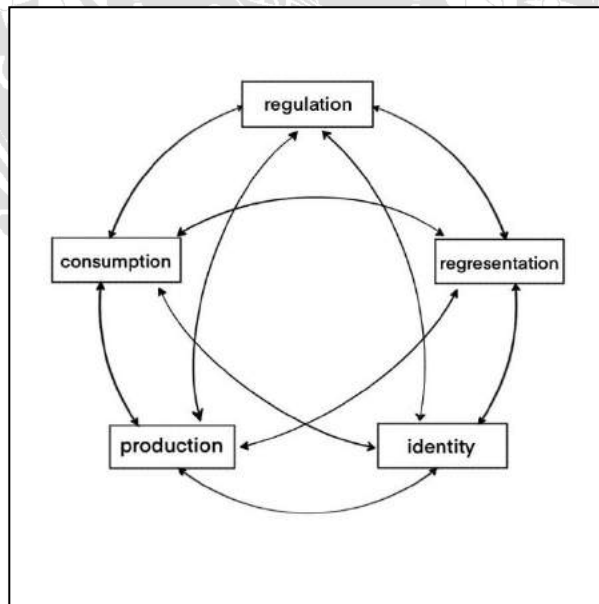 regulation
consumption
regresentation
production
identity